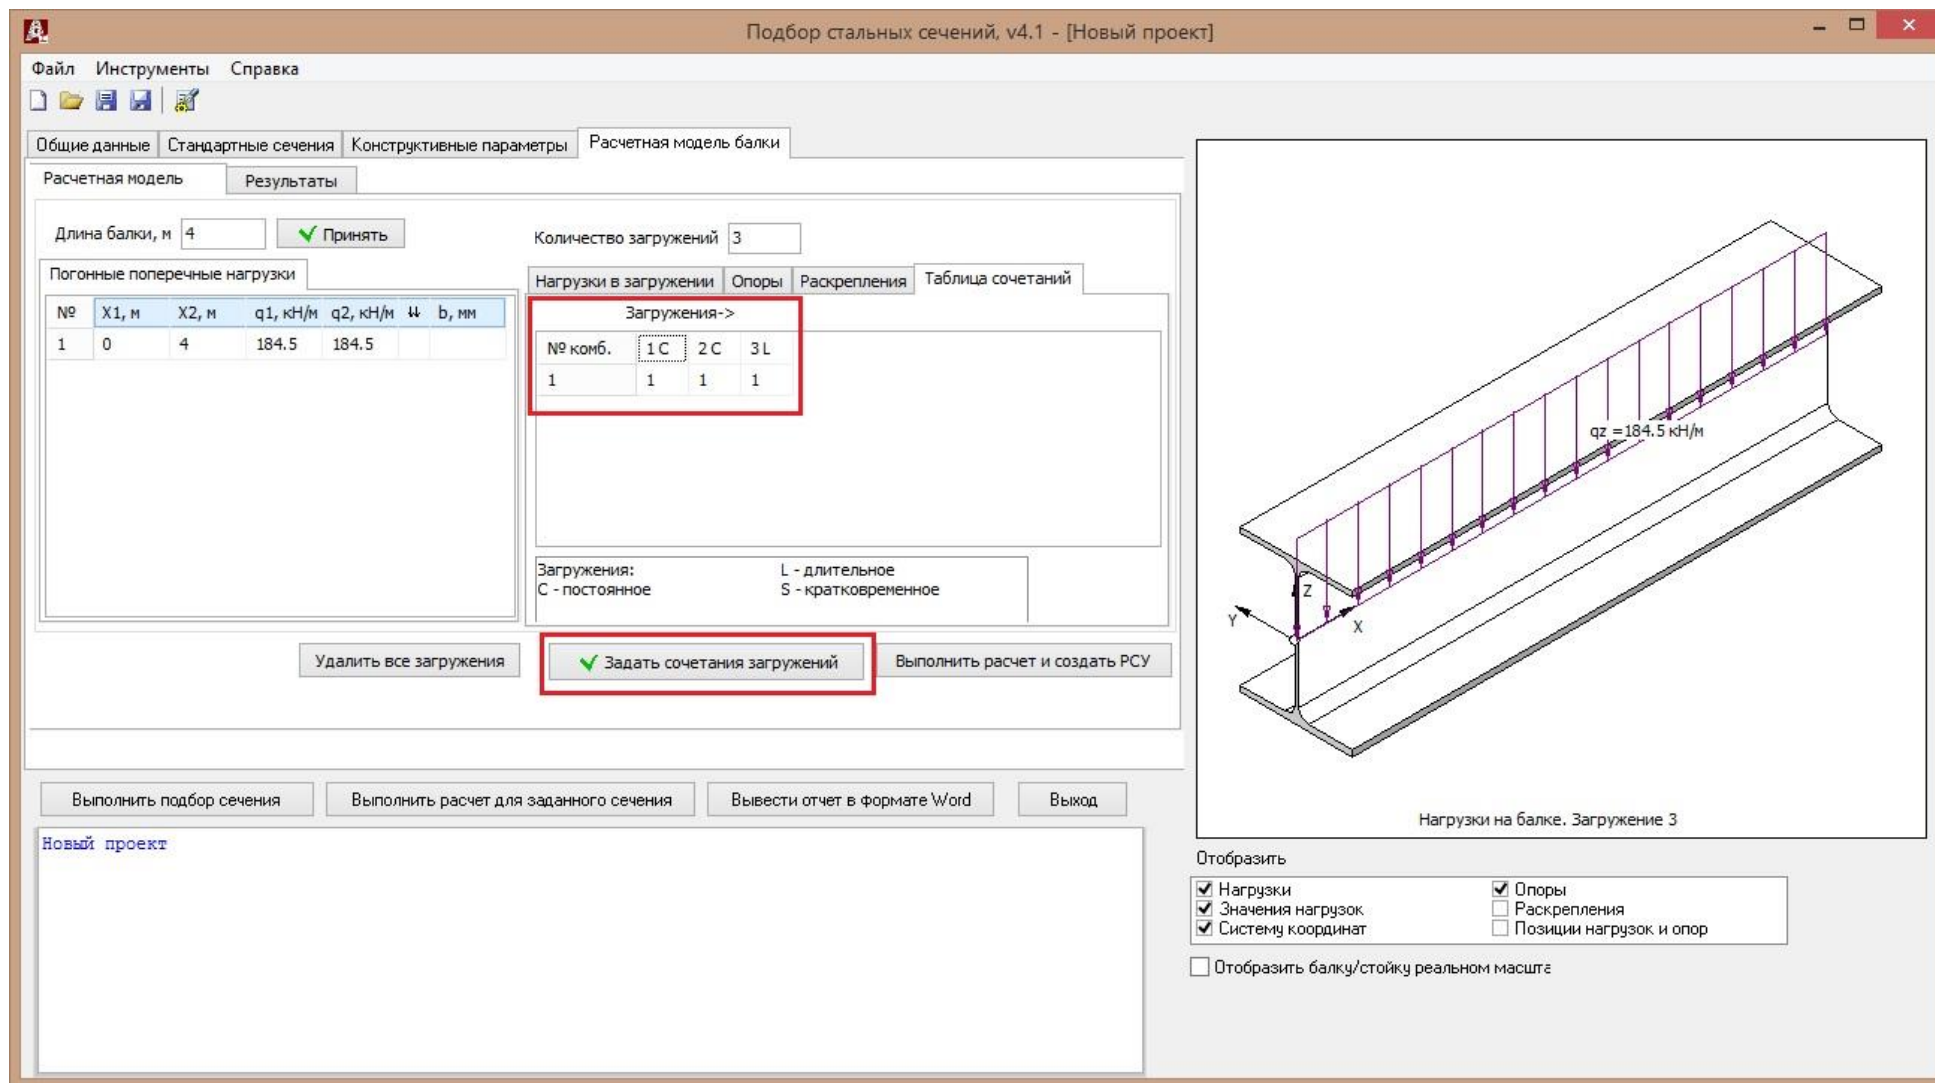 Подбор стальных сечений, v4.1 - [Новый проект]
Файл Инструменты Справка
Общие данные Стандартные сечения Конструктивные параметры Расчетная модель балки
Расчетная модель Результаты
Длина балки, м 4 Принять
Количество загружений 3
Погонные поперечные нагрузки
№ X1, м X2, м q1, кН/м q2, кН/м b, мм
1 0 4 184.5 184.5
Нагрузки в загружении Опоры Раскрепления Таблица сочетаний
Загружения->
№ комб. 1 C 2 C 3 L
1 1 1 1
Загружения: L - длительное
C - постоянное S - кратковременное
Удалить все загружения Задать сочетания загружений Выполнить расчет и создать РСУ
Выполнить подбор сечения Выполнить расчет для заданного сечения Вывести отчет в формате Word Выход
Новый проект
qz =184.5 кН/м
Z
Y
X
Нагрузки на балке. Загружение 3
Отобразить
Нагрузки Опоры
Значения нагрузок Раскрепления
Систему координат Позиции нагрузок и опор
Отобразить балку/стойку реальном масшта